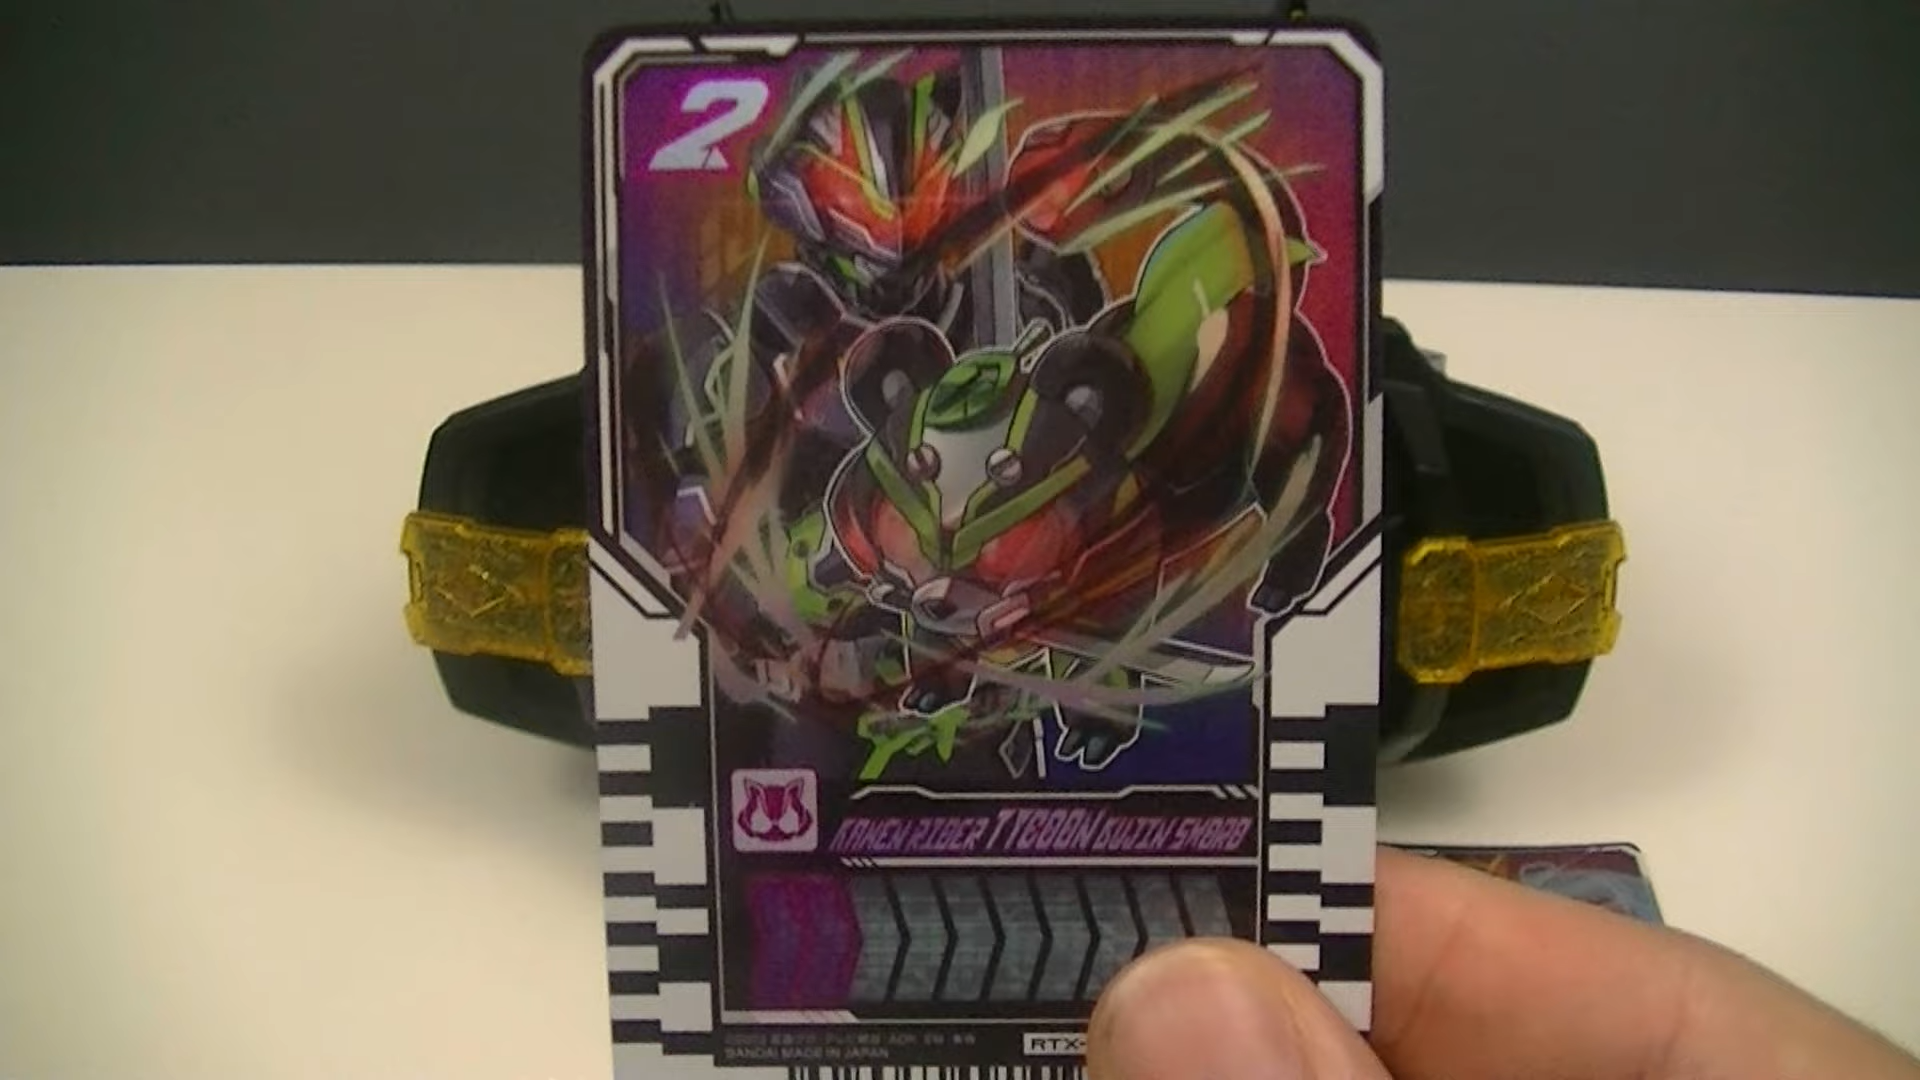 2
KAMEN RIDER TYCOON BUJIN SWORD
BANDAI MADE IN JAPAN
RTX-